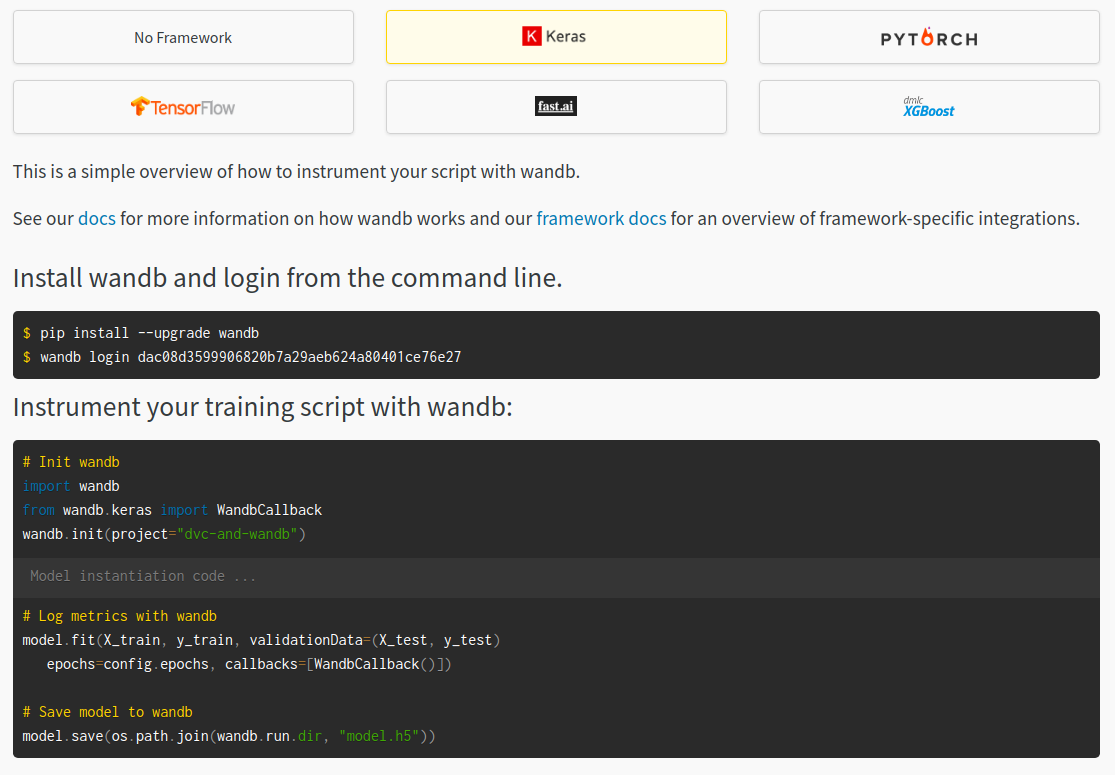 No Framework
K Keras
PYTORCH
TensorFlow
fast.ai
dmlc
XGBoost
This is a simple overview of how to instrument your script with wandb.
See our docs for more information on how wandb works and our framework docs for an overview of framework-specific integrations.
Install wandb and login from the command line.
$ pip install --upgrade wandb
$ wandb login dac08d3599906820b7a29aeb624a80401ce76e27
Instrument your training script with wandb:
# Init wandb
import wandb
from wandb.keras import WandbCallback
wandb.init(project="dvc-and-wandb")
Model instantiation code ...
# Log metrics with wandb
model.fit(X_train, y_train, validationData=(X_test, y_test)
epochs=config.epochs, callbacks=[WandbCallback()])
# Save model to wandb
model.save(os.path.join(wandb.run.dir, "model.h5"))